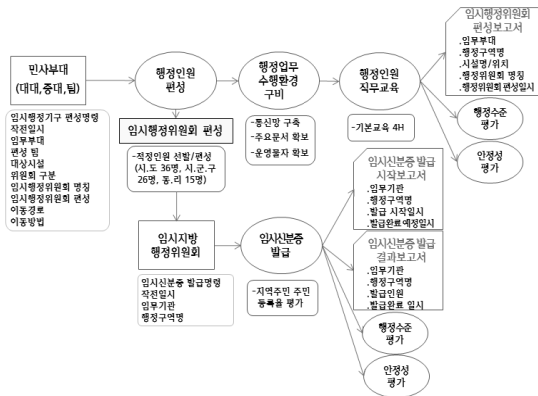 민사부대
(대대,중대,팀)
임시행정기구 편성명령
작전일시
임무부대
편성 팀
대상시설
위원회 구분
임시행정위원회 명칭
임시행정위원회 편성
이동경로
이동방법
행정인원
편성
임시행정위원회 편성
-적정인원 선발/편성
(시.도 36명, 시.군.구
26명, 동.리 15명)
행정업무
수행환경
구비
-통신망 구축
-주요문서 확보
-운영물자 확보
행정인원
직무교육
-기본교육 4H
임시행정위원회
편성보고서
.임무부대
.행정구역명
.시설명/위치
.행정위원회 명칭
.행정위원회 편성일시
행정수준
평가
안정성
평가
임시지방
행정위원회
임시신분증 발급명령
작전일시
임무기관
행정구역명
임시신분증
발급
-지역주민 주민
등록율 평가
임시신분증 발급
시작보고서
.임무기관
.행정구역명
.발급 시작일시
.발급완료예정일시
임시신분증 발급
결과보고서
.임무기관
.행정구역명
.발급인원
.발급완료 일시
행정수준
평가
안정성
평가